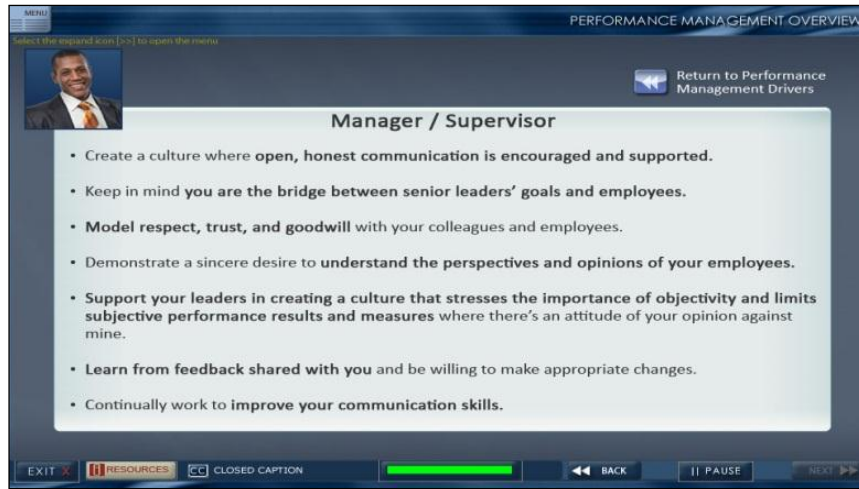 MENU
PERFORMANCE MANAGEMENT OVERVIEW
Select the expand icon [>>] to open the menu
Return to Performance
Management Drivers
Manager / Supervisor
• Create a culture where open, honest communication is encouraged and supported.
• Keep in mind you are the bridge between senior leaders' goals and employees.
• Model respect, trust, and goodwill with your colleagues and employees.
• Demonstrate a sincere desire to understand the perspectives and opinions of your employees.
• Support your leaders in creating a culture that stresses the importance of objectivity and limits
subjective performance results and measures where there's an attitude of your opinion against
mine.
• Learn from feedback shared with you and be willing to make appropriate changes.
• Continually work to improve your communication skills.
EXIT X
RESOURCES
CC CLOSED CAPTION
BACK
PAUSE
NEXT